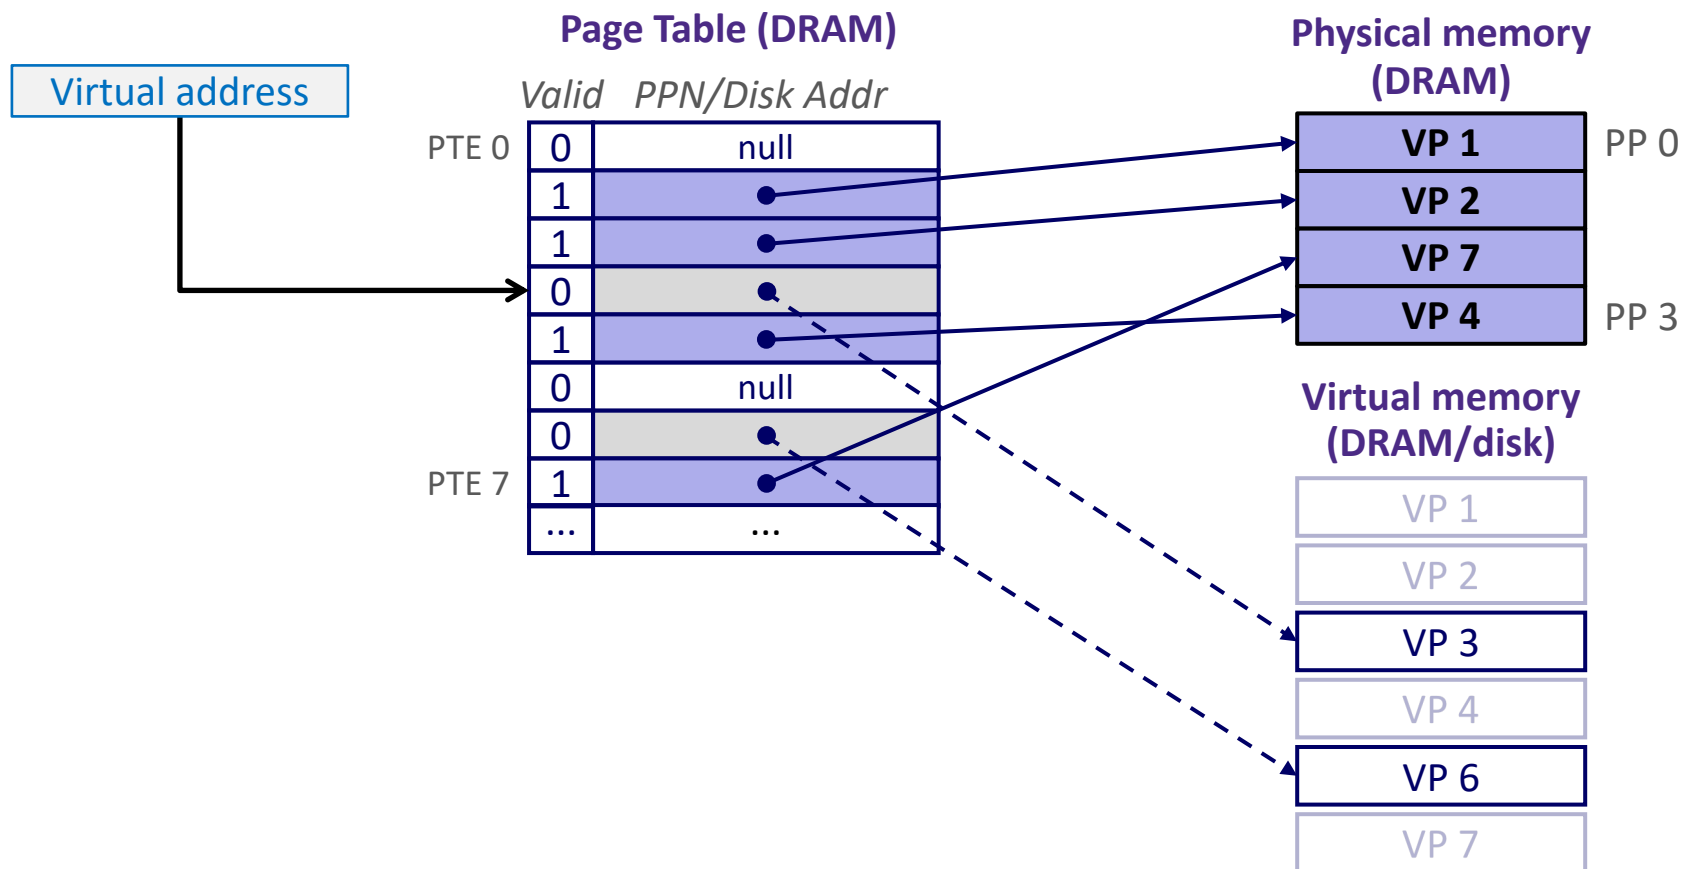 Page Table (DRAM)
Physical memory
(DRAM)
Virtual address
Valid PPN/Disk Addr
PTE 0 0 null
1
1
0
1
0 null
0
PTE 7 1
... ...
VP 1 PP 0
VP 2
VP 7
VP 4 PP 3
Virtual memory
(DRAM/disk)
VP 1
VP 2
VP 3
VP 4
VP 6
VP 7